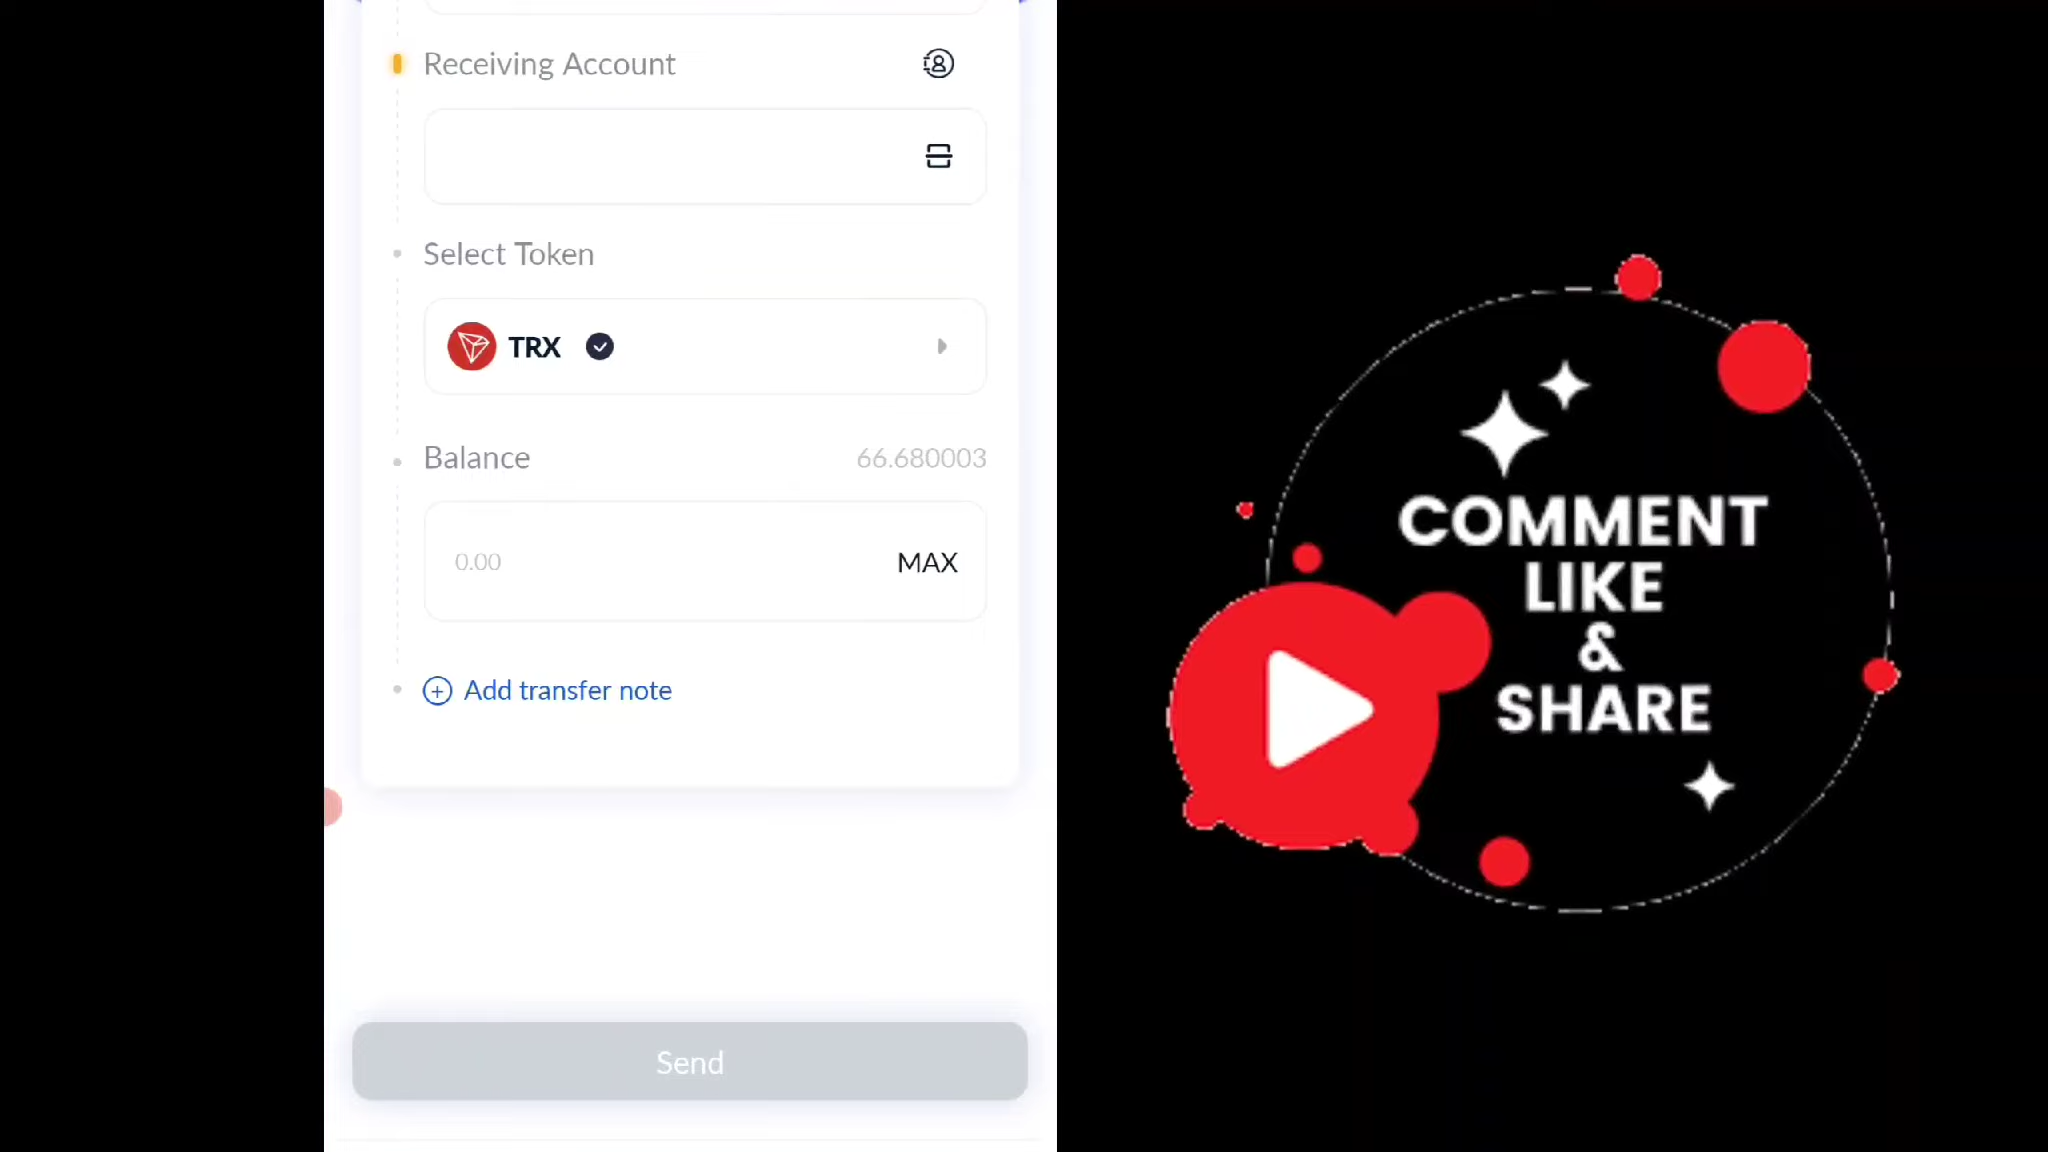 Receiving Account
Select Token
TRX
Balance 66.680003
0.00 MAX
Add transfer note
Send
COMMENT
LIKE
&
SHARE